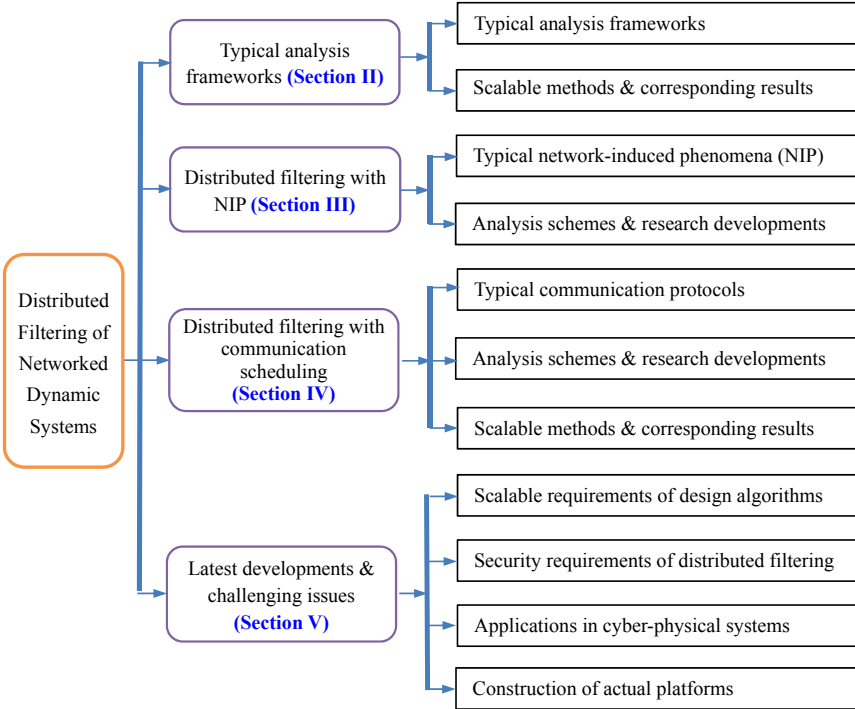 Distributed
Filtering of
Networked
Dynamic
Systems
Typical analysis
frameworks (Section II)
Typical analysis frameworks
Scalable methods & corresponding results
Distributed filtering with
NIP (Section III)
Typical network-induced phenomena (NIP)
Analysis schemes & research developments
Distributed filtering with
communication
scheduling
(Section IV)
Typical communication protocols
Analysis schemes & research developments
Scalable methods & corresponding results
Latest developments &
challenging issues
(Section V)
Scalable requirements of design algorithms
Security requirements of distributed filtering
Applications in cyber-physical systems
Construction of actual platforms